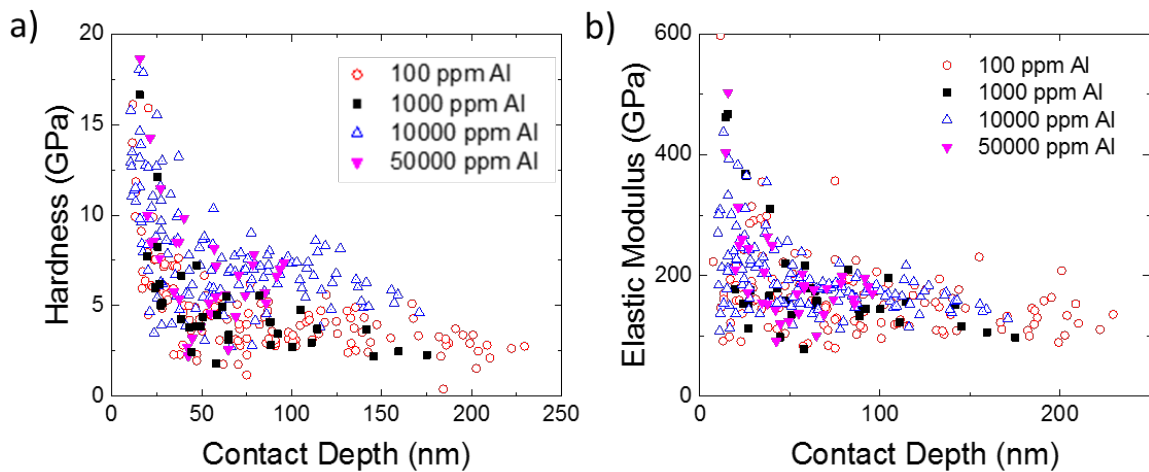 a)
20
15
10
5
0
Hardness (GPa)
100 ppm Al
1000 ppm Al
10000 ppm Al
50000 ppm Al
0 50 100 150 200 250
Contact Depth (nm)
b)
600
400
200
0
Elastic Modulus (GPa)
100 ppm Al
1000 ppm Al
10000 ppm Al
50000 ppm Al
0 100 200
Contact Depth (nm)